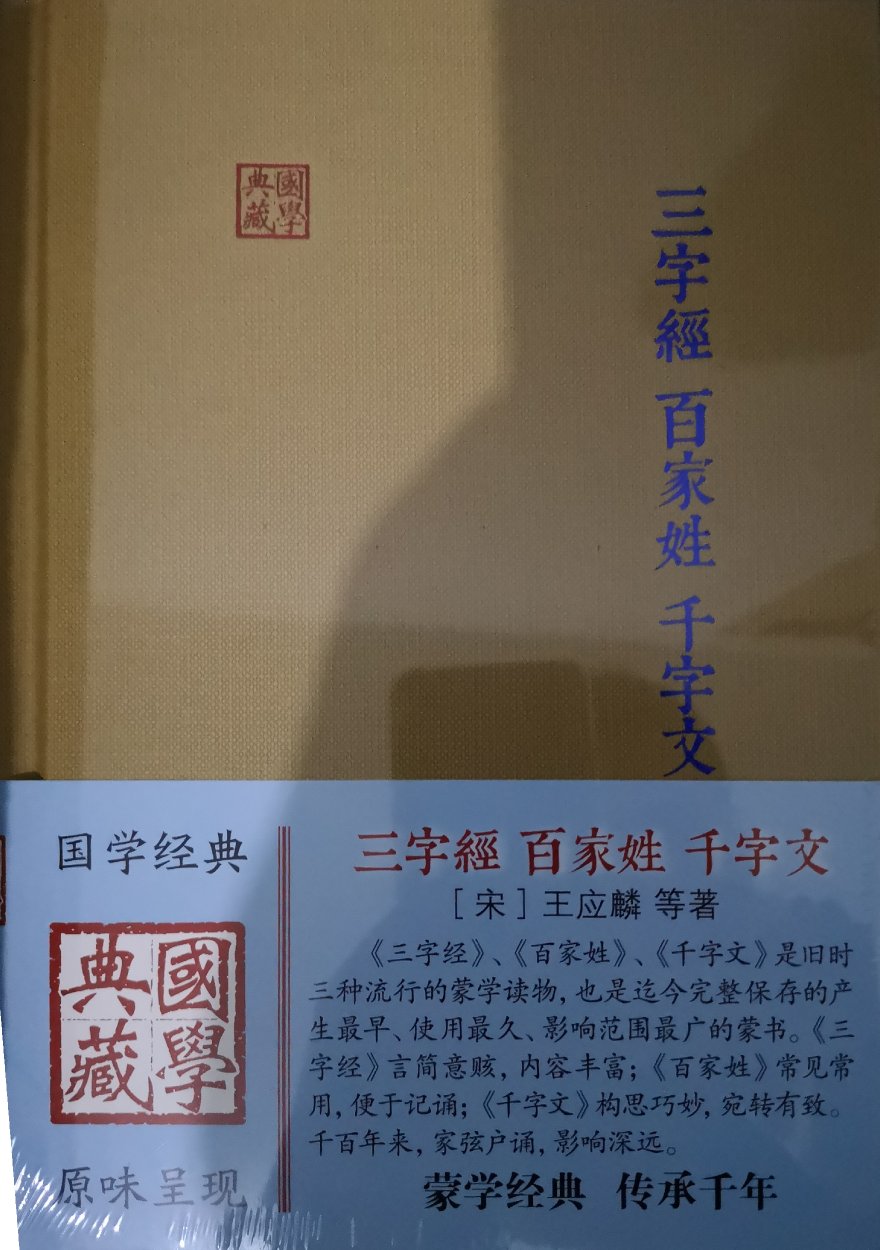 國學
典藏
三字經 百家姓 千字文
国学经典
國學
典藏
原味呈现
三字經 百家姓 千字文
［宋］王应麟 等著
《三字经》、《百家姓》、《千字文》是旧时
三种流行的蒙学读物，也是迄今完整保存的产
生最早、使用最久、影响范围最广的蒙书。《三
字经》言简意赅，内容丰富；《百家姓》常见常
用，便于记诵；《千字文》构思巧妙，宛转有致。
千百年来，家弦户诵，影响深远。
蒙学经典 传承千年